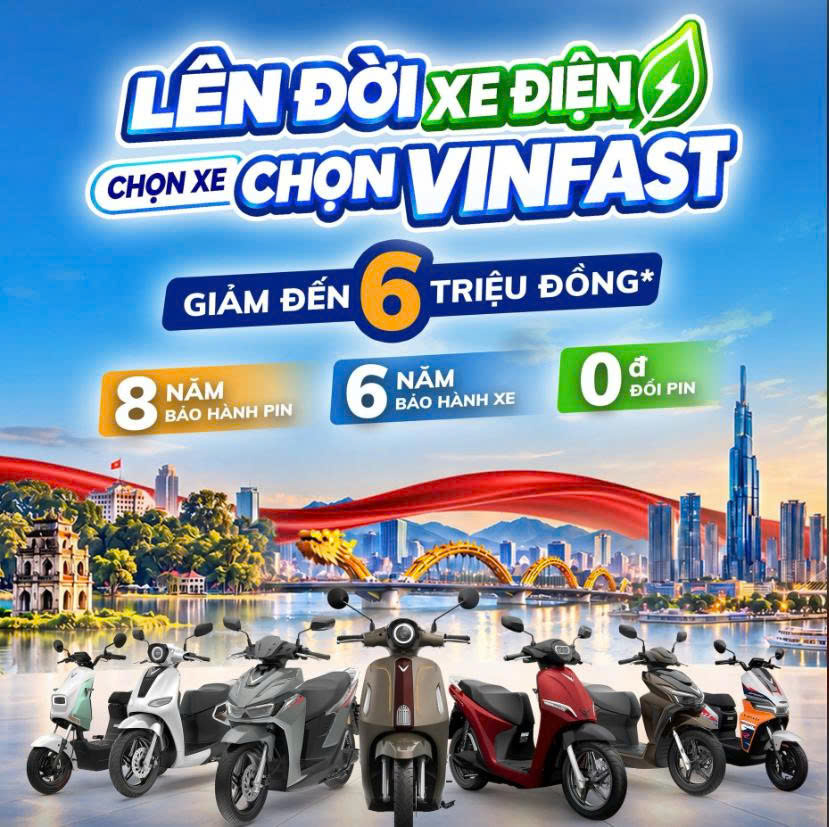 LÊN ĐỜI XE ĐIỆN
CHỌN XE CHỌN VINFAST
GIẢM ĐẾN 6 TRIỆU ĐỒNG*
8 NĂM BẢO HÀNH PIN
6 NĂM BẢO HÀNH XE
0đ ĐỔI PIN